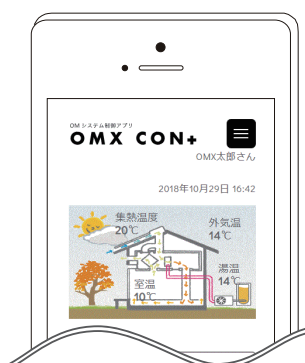 OMシステム制御アプリ
OMX CON+
OMX太郎さん
2018年10月29日 16:42
集熱温度
20℃
外気温
14℃
湯温
14℃
室温
10℃